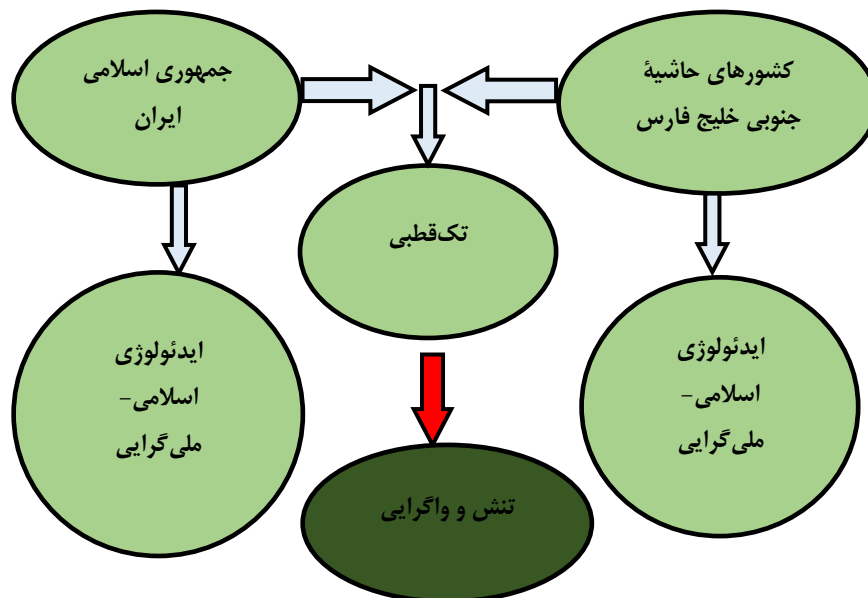 کشورهای حاشیۀ
جنوبی خلیج فارس
جمهوری اسلامی
ایران
تک‌قطبی
ایدئولوژی
اسلامی-
ملی‌گرایی
ایدئولوژی
اسلامی-
ملی‌گرایی
تنش و واگرایی